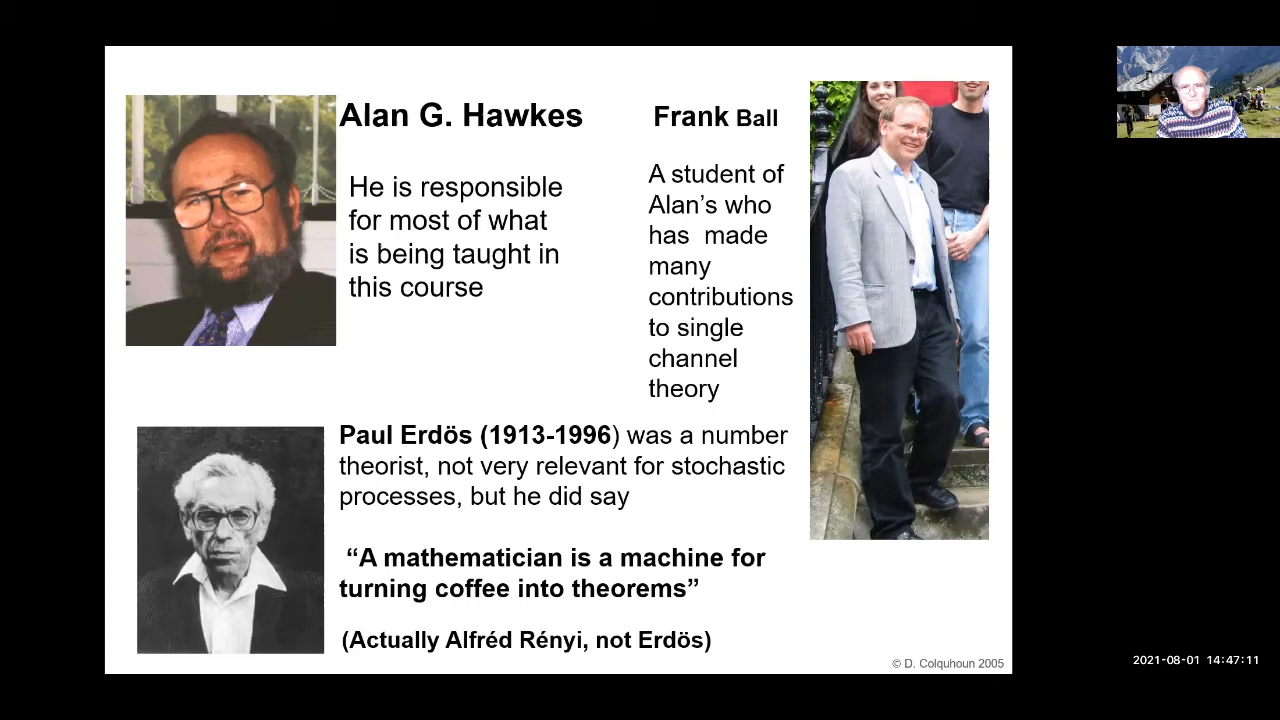 Alan G. Hawkes
He is responsible
for most of what
is being taught in
this course
Frank Ball
A student of
Alan’s who
has made
many
contributions
to single
channel
theory
Paul Erdös (1913-1996) was a number
theorist, not very relevant for stochastic
processes, but he did say
“A mathematician is a machine for
turning coffee into theorems”
(Actually Alfréd Rényi, not Erdös)
© D. Colquhoun 2005
2021-08-01 14:47:11